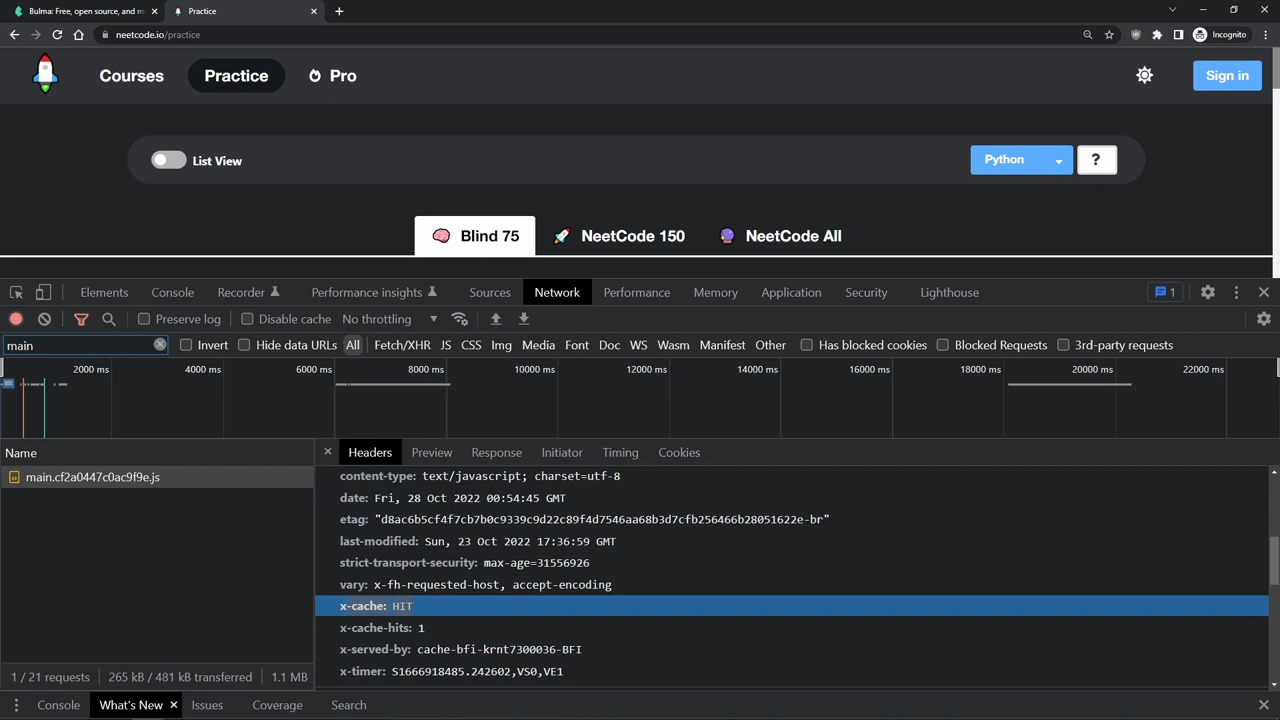 Bulma: Free, open source, and m
Practice
neetcode.io/practice
Incognito
Courses
Practice
Pro
Sign in
List View
Python
?
Blind 75
NeetCode 150
NeetCode All
Elements
Console
Recorder
Performance insights
Sources
Network
Performance
Memory
Application
Security
Lighthouse
1
Preserve log
Disable cache
No throttling
main
Invert
Hide data URLs
All
Fetch/XHR
JS
CSS
Img
Media
Font
Doc
WS
Wasm
Manifest
Other
Has blocked cookies
Blocked Requests
3rd-party requests
2000 ms
4000 ms
6000 ms
8000 ms
10000 ms
12000 ms
14000 ms
16000 ms
18000 ms
20000 ms
22000 ms
Name
Headers
Preview
Response
Initiator
Timing
Cookies
main.cf2a0447c0ac9f9e.js
content-type: text/javascript; charset=utf-8
date: Fri, 28 Oct 2022 00:54:45 GMT
etag: "d8ac6b5cf4f7cb7b0c9339c9d22c89f4d7546aa68b3d7cfb256466b28051622e-br"
last-modified: Sun, 23 Oct 2022 17:36:59 GMT
strict-transport-security: max-age=31556926
vary: x-fh-requested-host, accept-encoding
x-cache: HIT
x-cache-hits: 1
x-served-by: cache-bfi-krnt7300036-BFI
x-timer: S1666918485.242602,VS0,VE1
1 / 21 requests
265 kB / 481 kB transferred
1.1 MB
Console
What's New
Issues
Coverage
Search